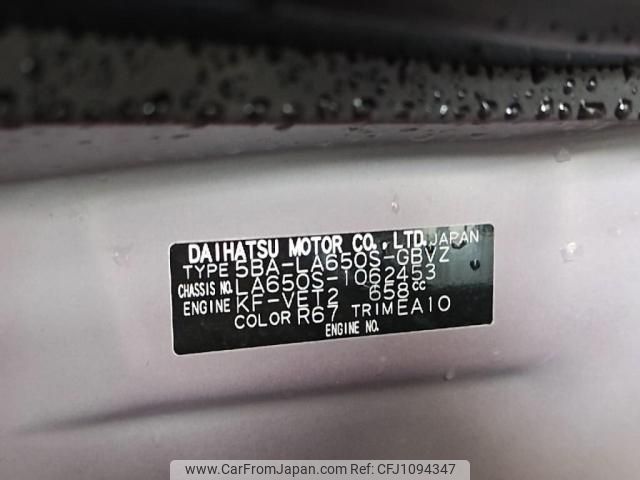 DAIHATSU MOTOR CO.,LTD. JAPAN
TYPE 5BA-LA650S-GBVZ
CHASSIS NO. LA650S-1062453
ENGINE KF-VET2 658cc
COLOR R67 TRIM EA10
ENGINE NO.
www.CarFromJapan.com - ReferenceNo:CFJ1094347